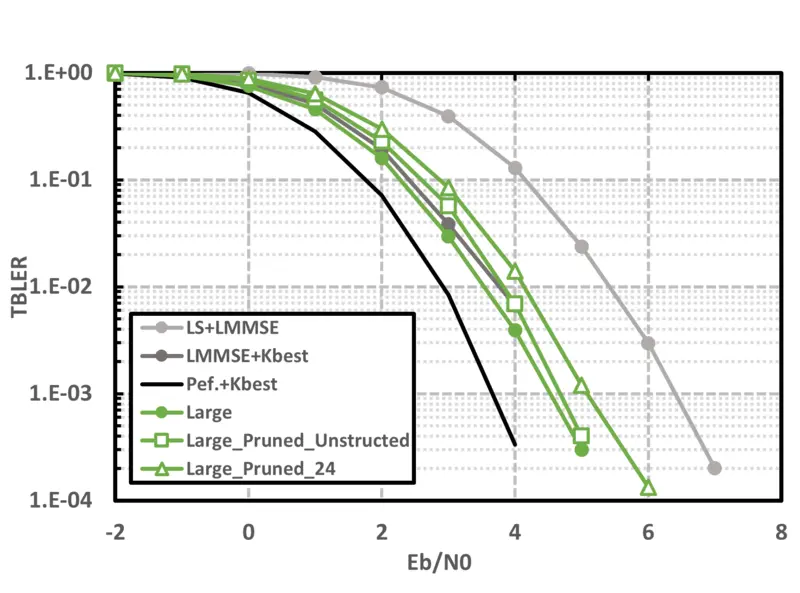 1.E+00
1.E-01
1.E-02
1.E-03
1.E-04
TBLER
LS+LMMSE
LMMSE+Kbest
Pef.+Kbest
Large
Large_Pruned_Unstructed
Large_Pruned_24
-2 0 2 4 6 8
Eb/N0